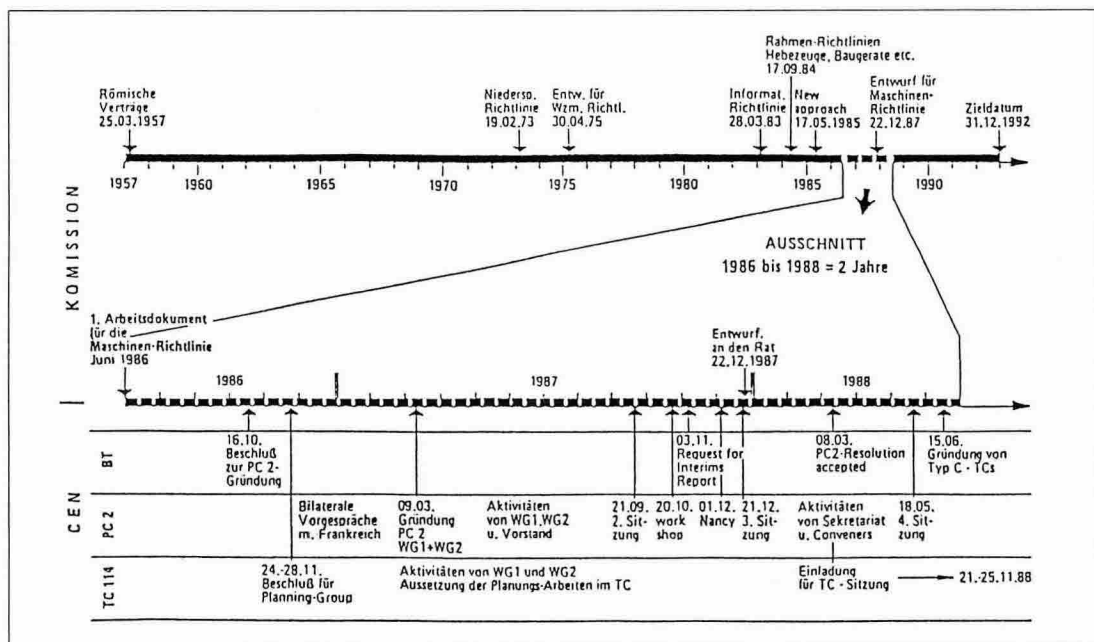 Rahmen-Richtlinien
Hebezeuge, Baugeräte etc.
17.09.84
Römische
Verträge
25.03.1957
Niedersp.
Richtlinie
19.02.73
Entw. für
Wzm. Richtl.
30.04.75
Informat.
Richtlinie
28.03.83
New
approach
17.05.1985
Entwurf für
Maschinen-
Richtlinie
22.12.87
Zieldatum
31.12.1992
1957 1960 1965 1970 1975 1980 1985 1990
KOMISSION
AUSSCHNITT
1986 bis 1988 = 2 Jahre
1. Arbeitsdokument
für die
Maschinen-Richtlinie
Juni 1986
Entwurf.
an den Rat
22.12.1987
1986 1987 1988
CEN
BT
16.10.
Beschluß
zur PC 2-
Gründung
03.11.
Request for
Interims
Report
08.03.
PC2-Resolution
accepted
15.06.
Gründung von
Typ C - TCs
PC 2
Bilaterale
Vorgespräche
m. Frankreich
09.03.
Gründung
PC 2
WG1+WG2
Aktivitäten
von WG1,WG2
u. Vorstand
21.09.
2. Sit-
zung
20.10.
work
shop
01.12.
Nancy
21.12.
3. Sit-
zung
Aktivitäten
von Sekretariat
u. Conveners
18.05.
4. Sit-
zung
TC 114
24.-28.11.
Beschluß für
Planning-Group
Aktivitäten von WG1 und WG2
Aussetzung der Planungs-Arbeiten im TC
Einladung
für TC - Sitzung
21.-25.11.88